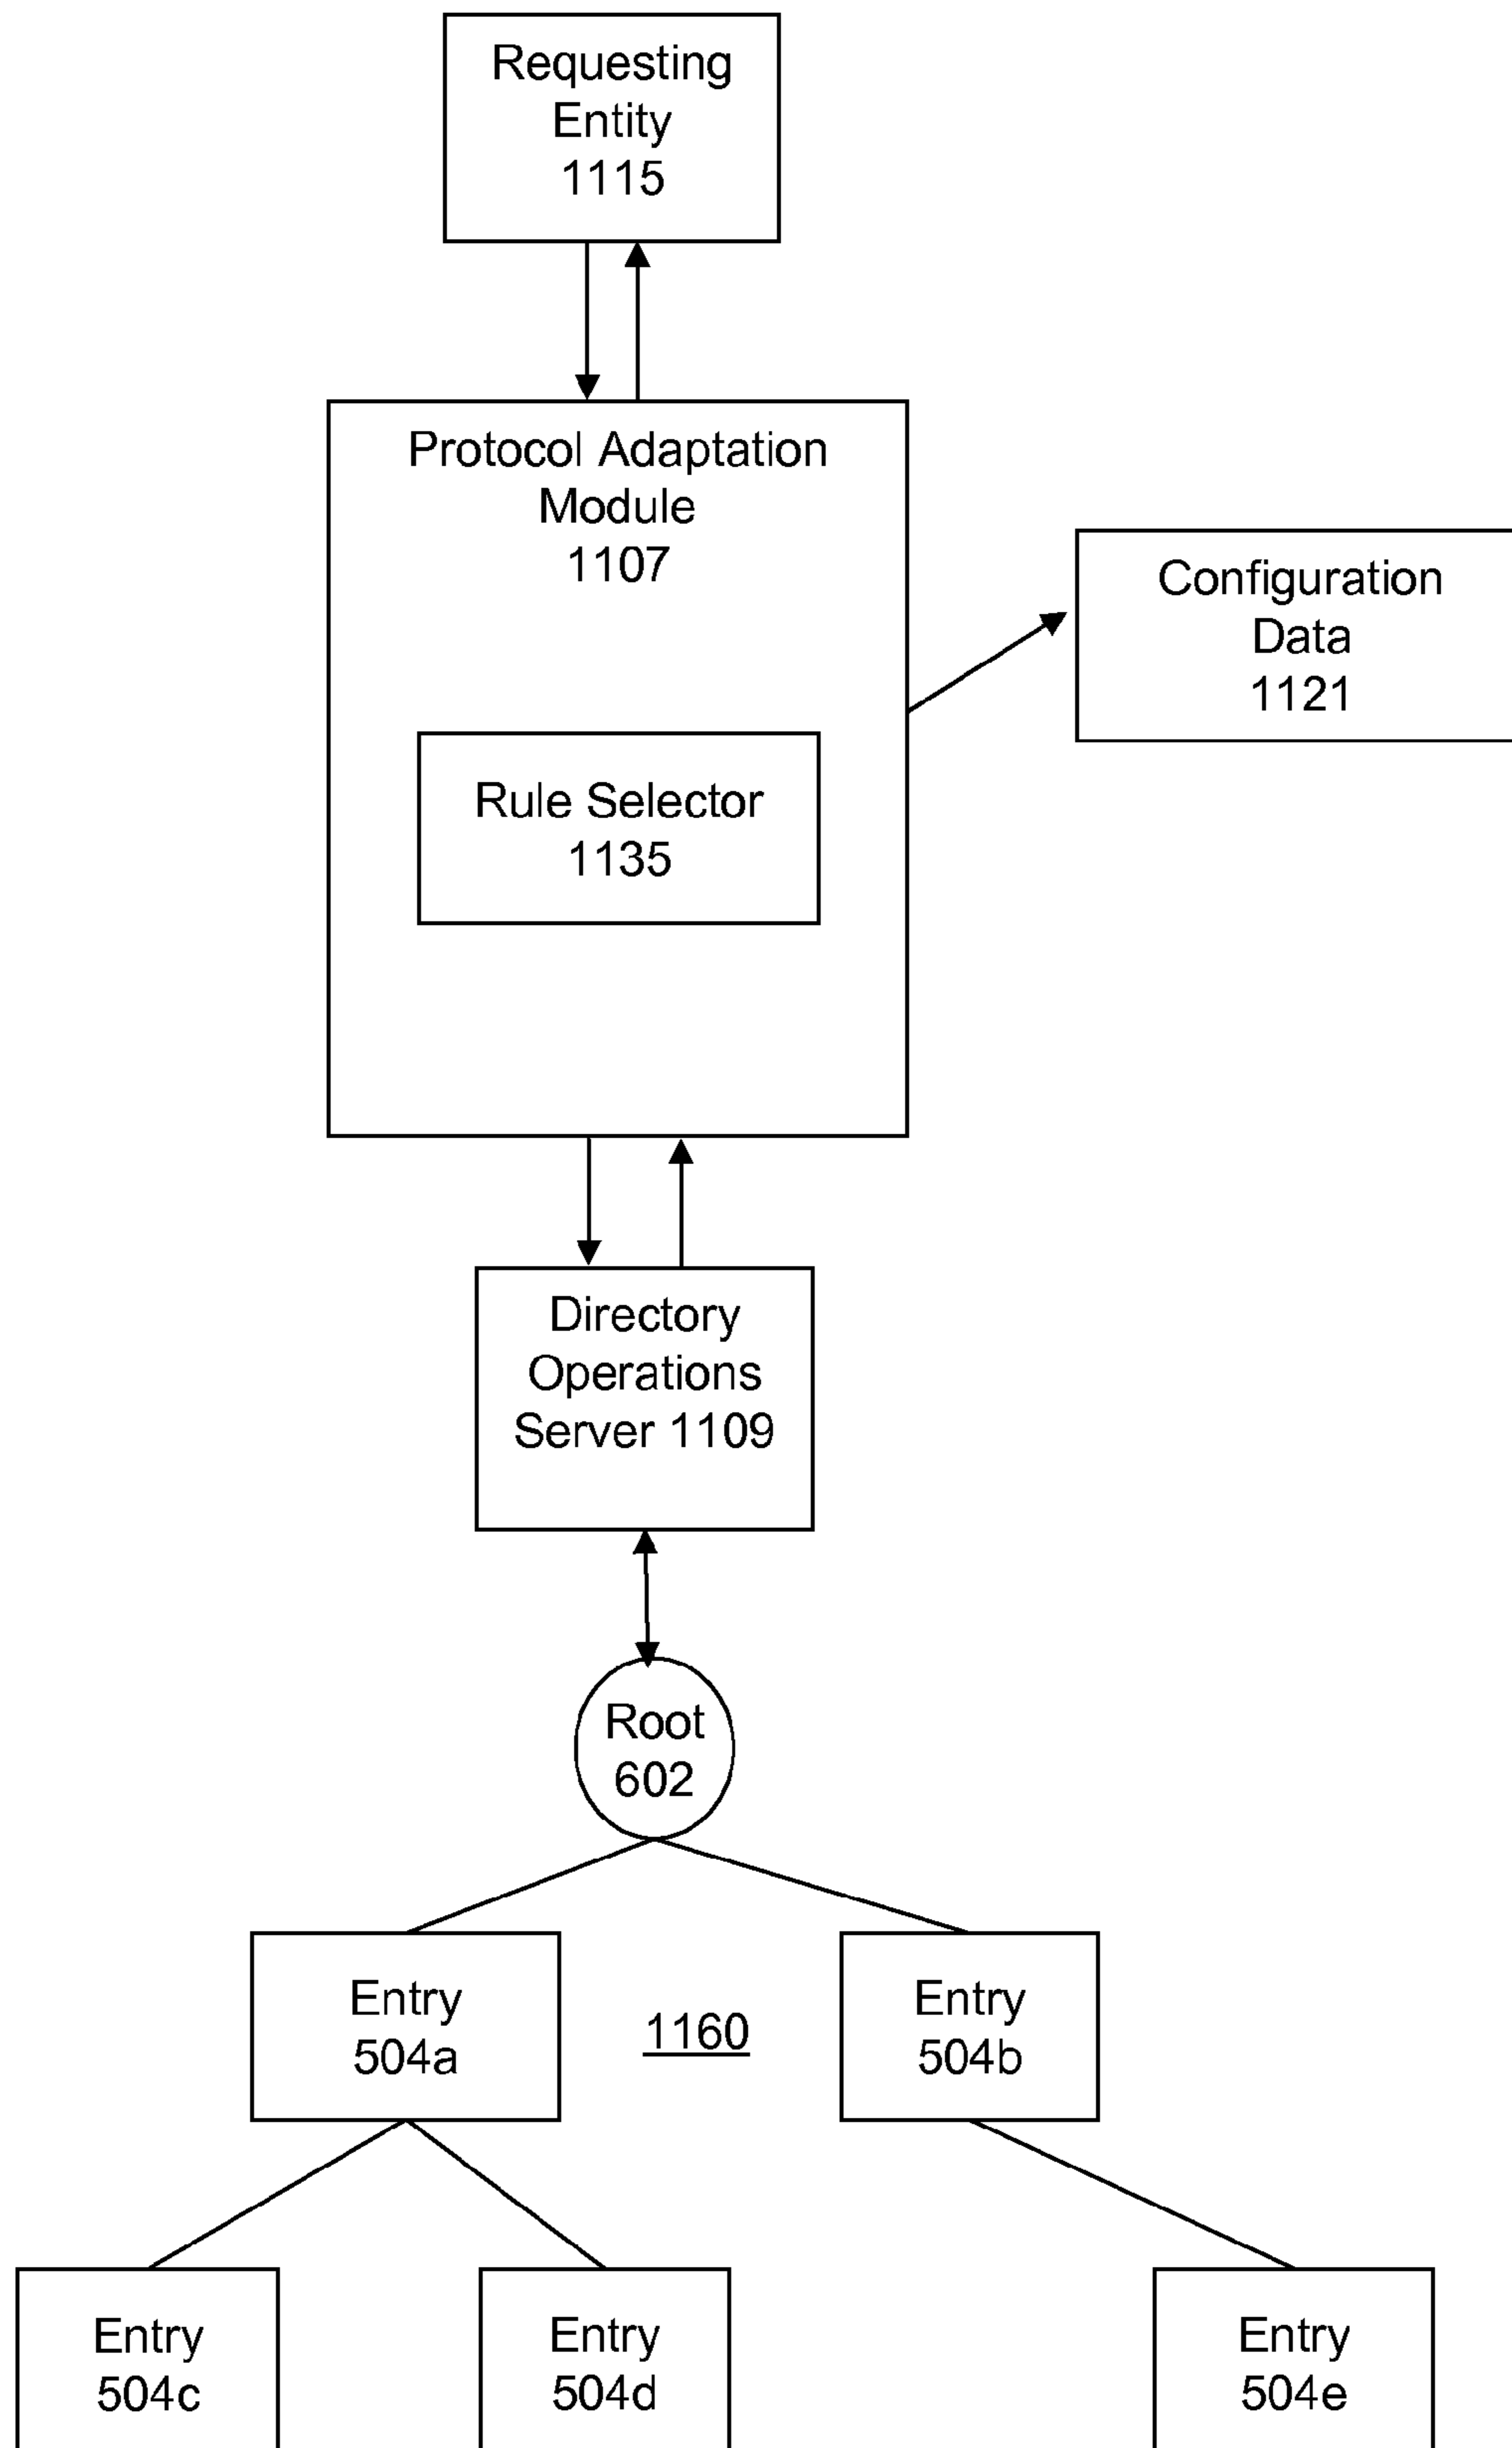 Requesting
Entity
1115
Protocol Adaptation
Module
1107
Configuration
Data
1121
Rule Selector
1135
Directory
Operations
Server 1109
Root
602
Entry
504a
1160
Entry
504b
Entry
504c
Entry
504d
Entry
504e